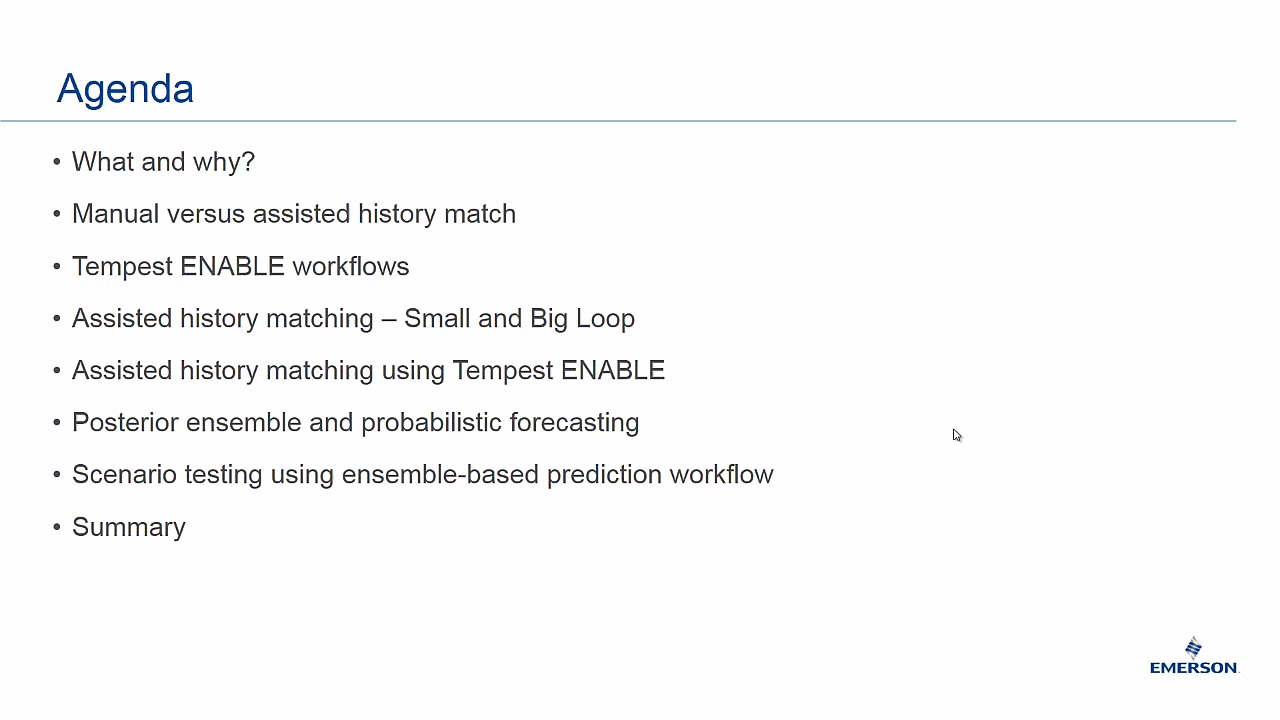 Agenda
• What and why?
• Manual versus assisted history match
• Tempest ENABLE workflows
• Assisted history matching – Small and Big Loop
• Assisted history matching using Tempest ENABLE
• Posterior ensemble and probabilistic forecasting
• Scenario testing using ensemble-based prediction workflow
• Summary
EMERSON